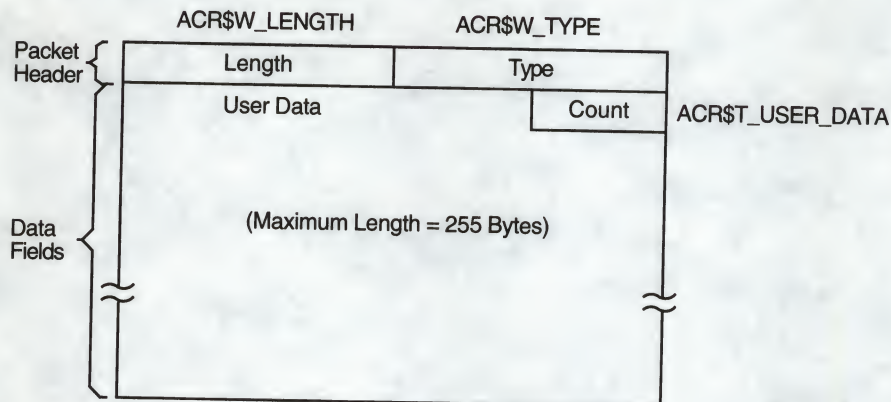 ACR$W_LENGTH ACR$W_TYPE
Packet
Header
Length Type
User Data Count ACR$T_USER_DATA
(Maximum Length = 255 Bytes)
Data
Fields